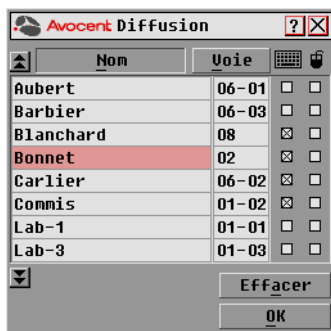 Avocent Diffusion ? X
Nom Voie
Aubert 06-01
Barbier 06-03
Blanchard 08
Bonnet 02
Carlier 06-02
Commis 01-02
Lab-1 01-01
Lab-3 01-03
Effacer
OK